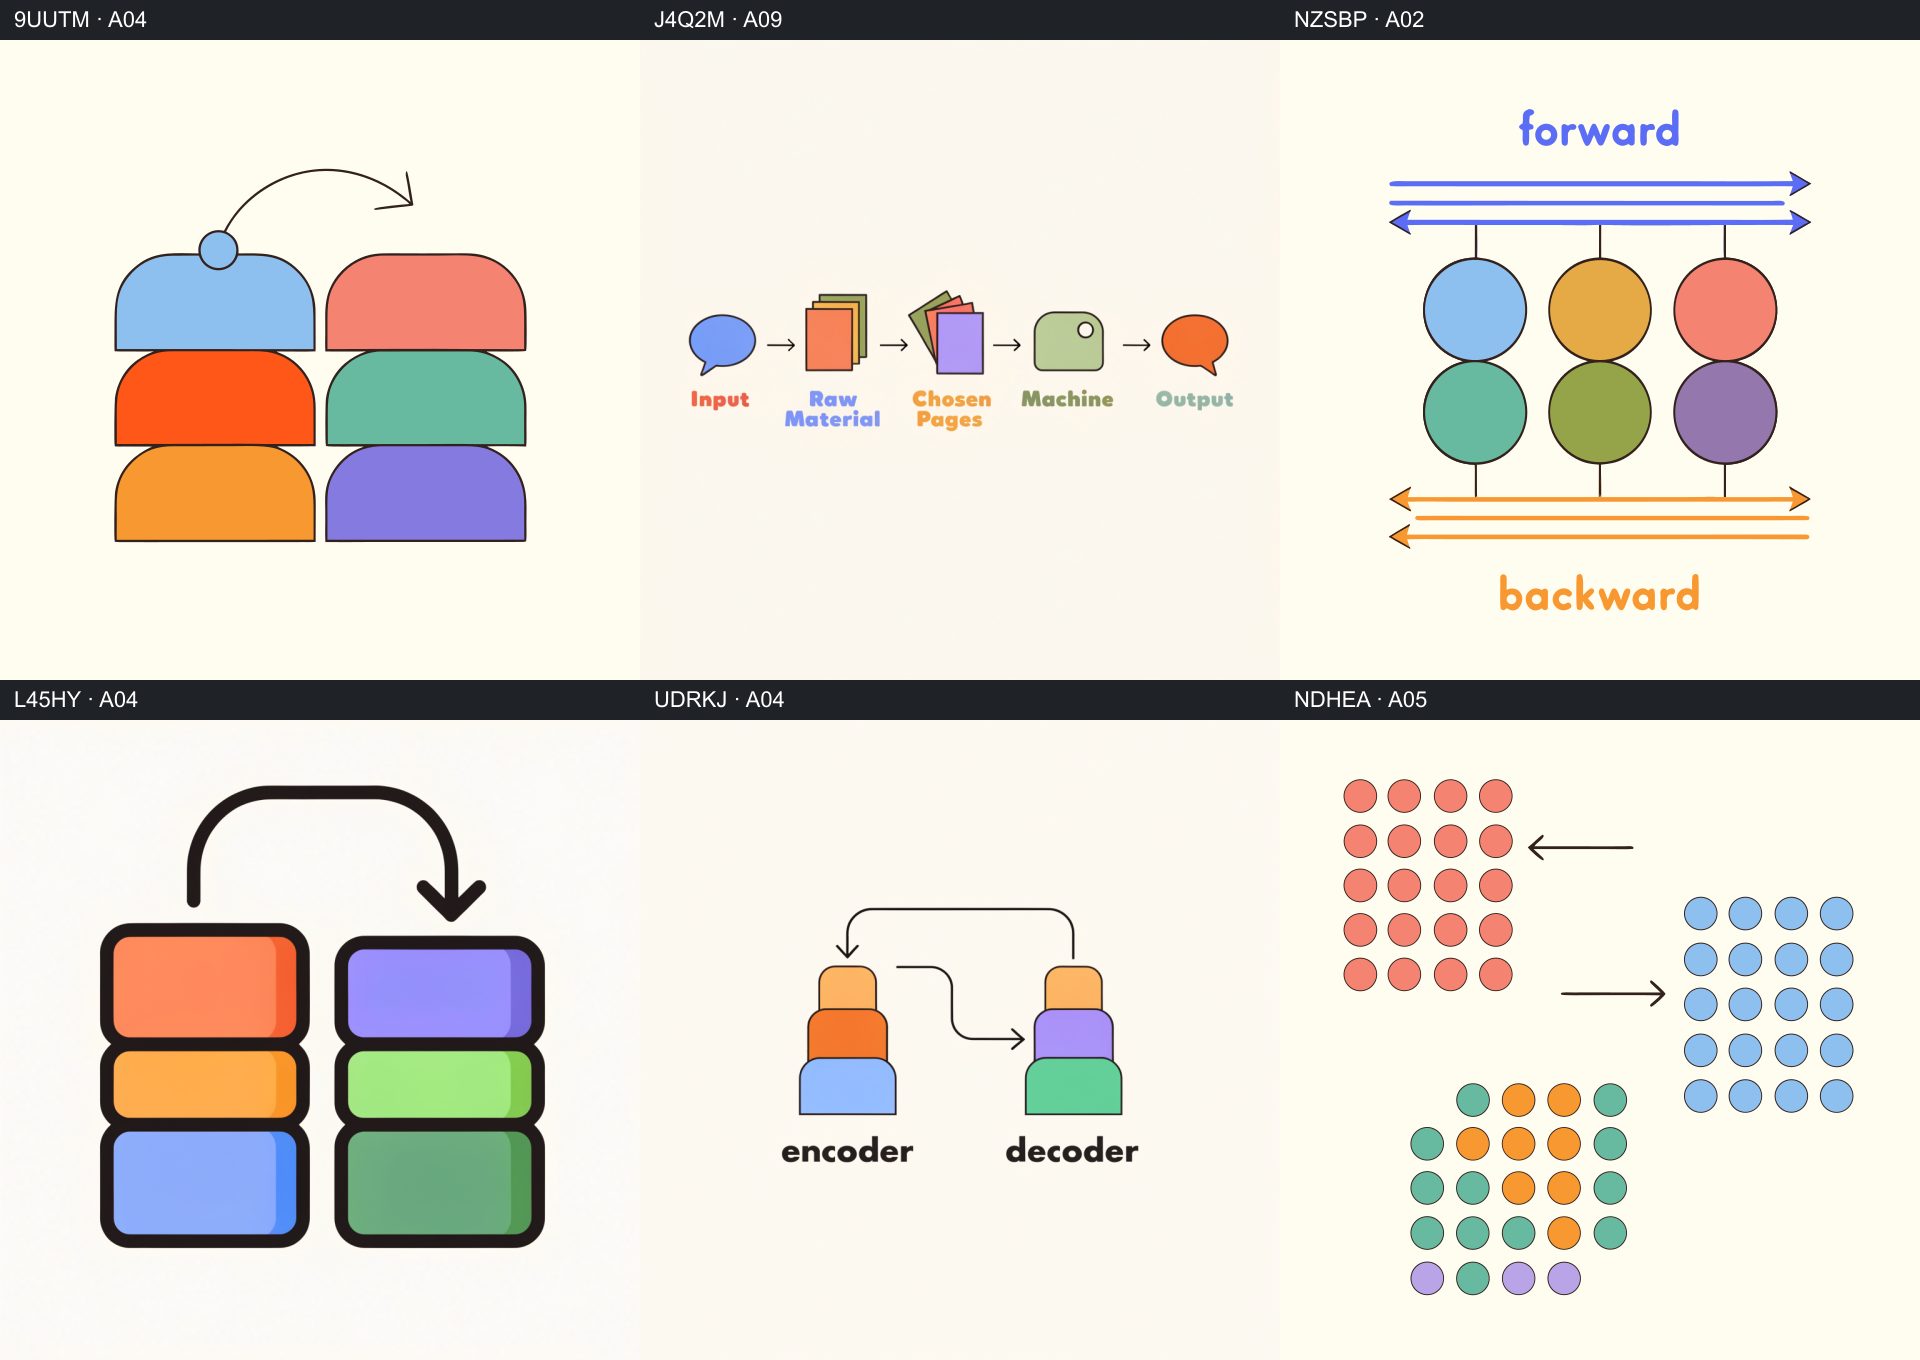 9UUTM · A04
J4Q2M · A09
NZSBP · A02
forward
Input
Raw
Material
Chosen
Pages
Machine
Output
backward
L45HY · A04
UDRKJ · A04
NDHEA · A05
encoder
decoder